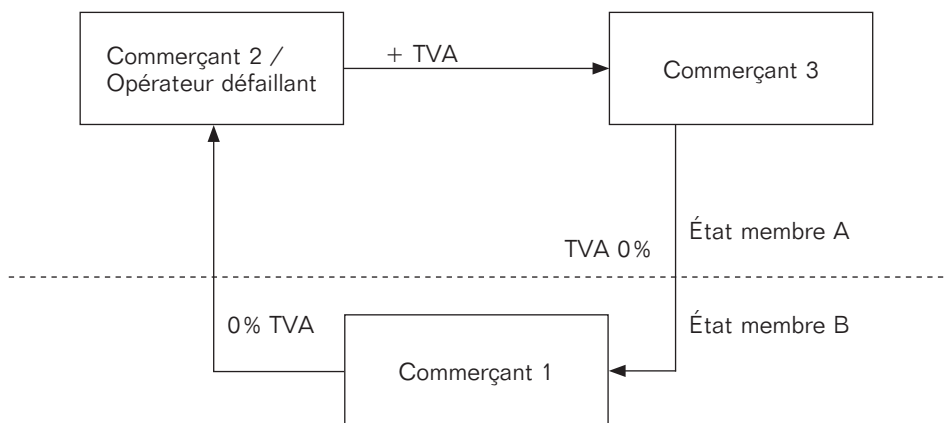 Commerçant 2 /
Opérateur défaillant
+ TVA
Commerçant 3
État membre A
TVA 0%
0% TVA
État membre B
Commerçant 1